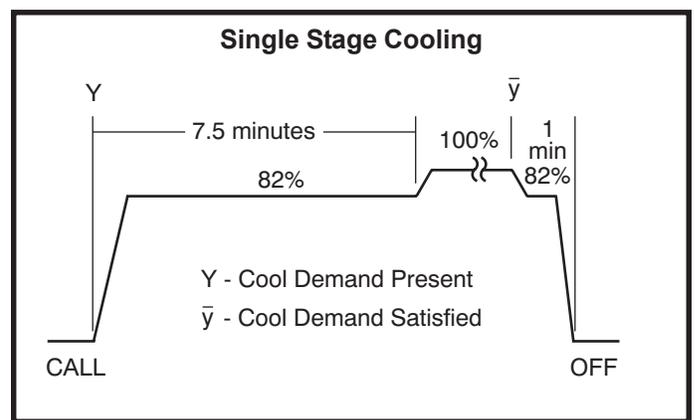 Single Stage Cooling
Y
ȳ
7.5 minutes
100%
1
min
82%
82%
Y - Cool Demand Present
ȳ - Cool Demand Satisfied
CALL
OFF